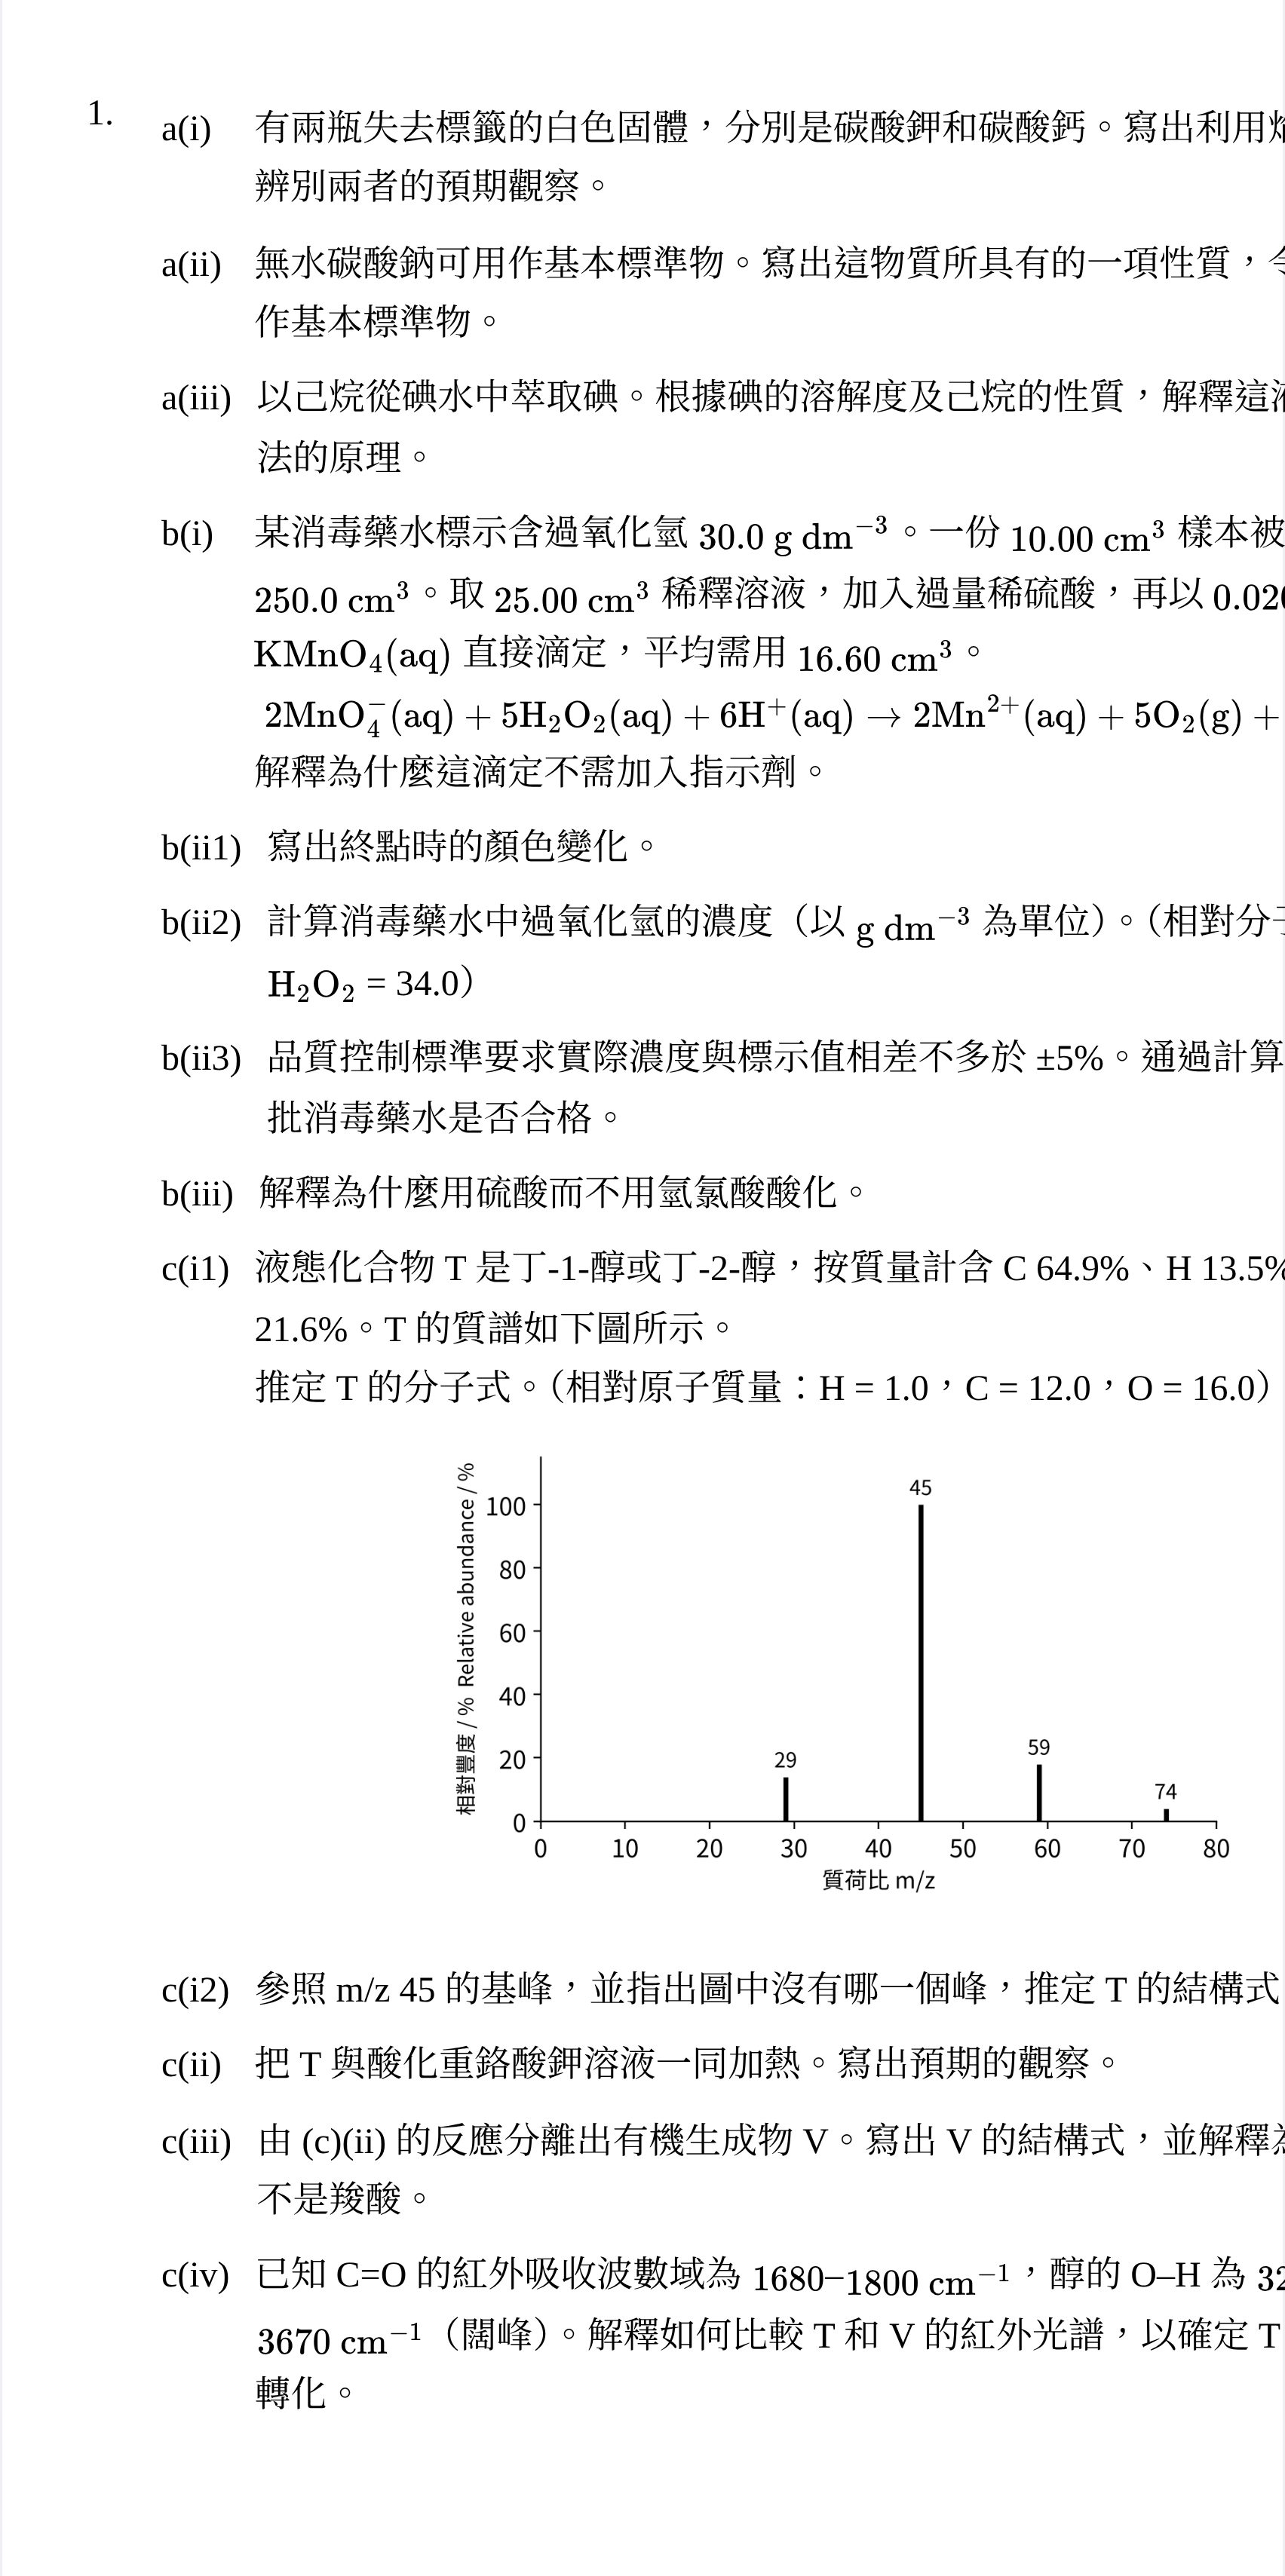 1. a(i) 有兩瓶失去標籤的白色固體，分別是碳酸鉀和碳酸鈣。寫出利用
辨別兩者的預期觀察。
a(ii) 無水碳酸鈉可用作基本標準物。寫出這物質所具有的一項性質，
作基本標準物。
a(iii) 以己烷從碘水中萃取碘。根據碘的溶解度及己烷的性質，解釋這
法的原理。
b(i) 某消毒藥水標示含過氧化氫 30.0 g dm⁻³。一份 10.00 cm³ 樣本被
250.0 cm³。取 25.00 cm³ 稀釋溶液，加入過量稀硫酸，再以 0.020
KMnO₄(aq) 直接滴定，平均需用 16.60 cm³。
2MnO₄⁻(aq) + 5H₂O₂(aq) + 6H⁺(aq) → 2Mn²⁺(aq) + 5O₂(g) +
解釋為什麼這滴定不需加入指示劑。
b(ii1) 寫出終點時的顏色變化。
b(ii2) 計算消毒藥水中過氧化氫的濃度（以 g dm⁻³ 為單位）。（相對分
H₂O₂ = 34.0）
b(ii3) 品質控制標準要求實際濃度與標示值相差不多於 ±5%。通過計算
批消毒藥水是否合格。
b(iii) 解釋為什麼用硫酸而不用氫氯酸酸化。
c(i1) 液態化合物 T 是丁-1-醇或丁-2-醇，按質量計含 C 64.9%、H 13.5%
21.6%。T 的質譜如下圖所示。
推定 T 的分子式。（相對原子質量：H = 1.0，C = 12.0，O = 16.0）
相對豐度 / % Relative abundance / %
100
80
60
40
20
0
45
29
59
74
0 10 20 30 40 50 60 70 80
質荷比 m/z
c(i2) 參照 m/z 45 的基峰，並指出圖中沒有哪一個峰，推定 T 的結構式
c(ii) 把 T 與酸化重鉻酸鉀溶液一同加熱。寫出預期的觀察。
c(iii) 由 (c)(ii) 的反應分離出有機生成物 V。寫出 V 的結構式，並解釋
不是羧酸。
c(iv) 已知 C=O 的紅外吸收波數域為 1680–1800 cm⁻¹，醇的 O–H 為 32
3670 cm⁻¹（闊峰）。解釋如何比較 T 和 V 的紅外光譜，以確定 T
轉化。